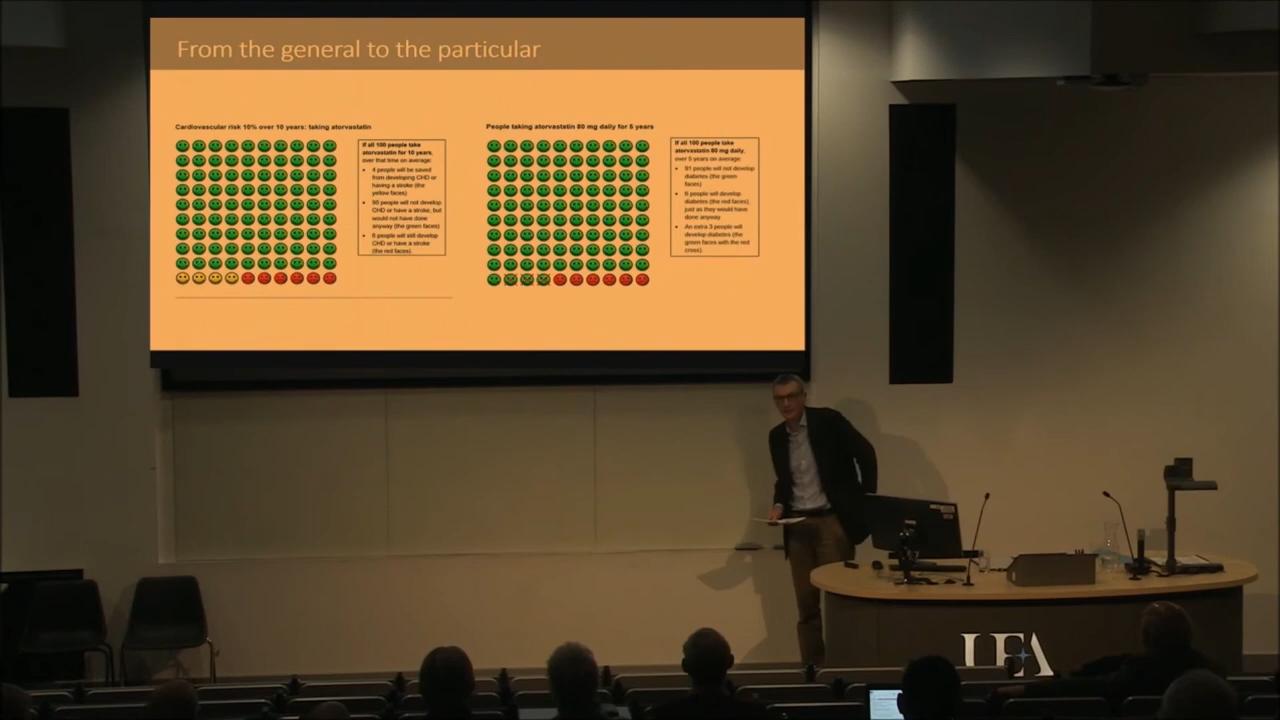 From the general to the particular
Cardiovascular risk 10% over 10 years: taking atorvastatin
If all 100 people take
atorvastatin for 10 years,
over that time on average:
• 4 people will be saved
from developing CHD or
having a stroke (the
yellow faces)
• 90 people will not develop
CHD or have a stroke, but
would not have done
anyway (the green faces)
• 6 people will still develop
CHD or have a stroke
(the red faces).
People taking atorvastatin 80 mg daily for 5 years
If all 100 people take
atorvastatin 80 mg daily,
over 5 years on average:
• 91 people will not develop
diabetes (the green
faces)
• 6 people will develop
diabetes (the red faces),
just as they would have
done anyway
• An extra 3 people will
develop diabetes (the
green faces with the red
cross).
UEA